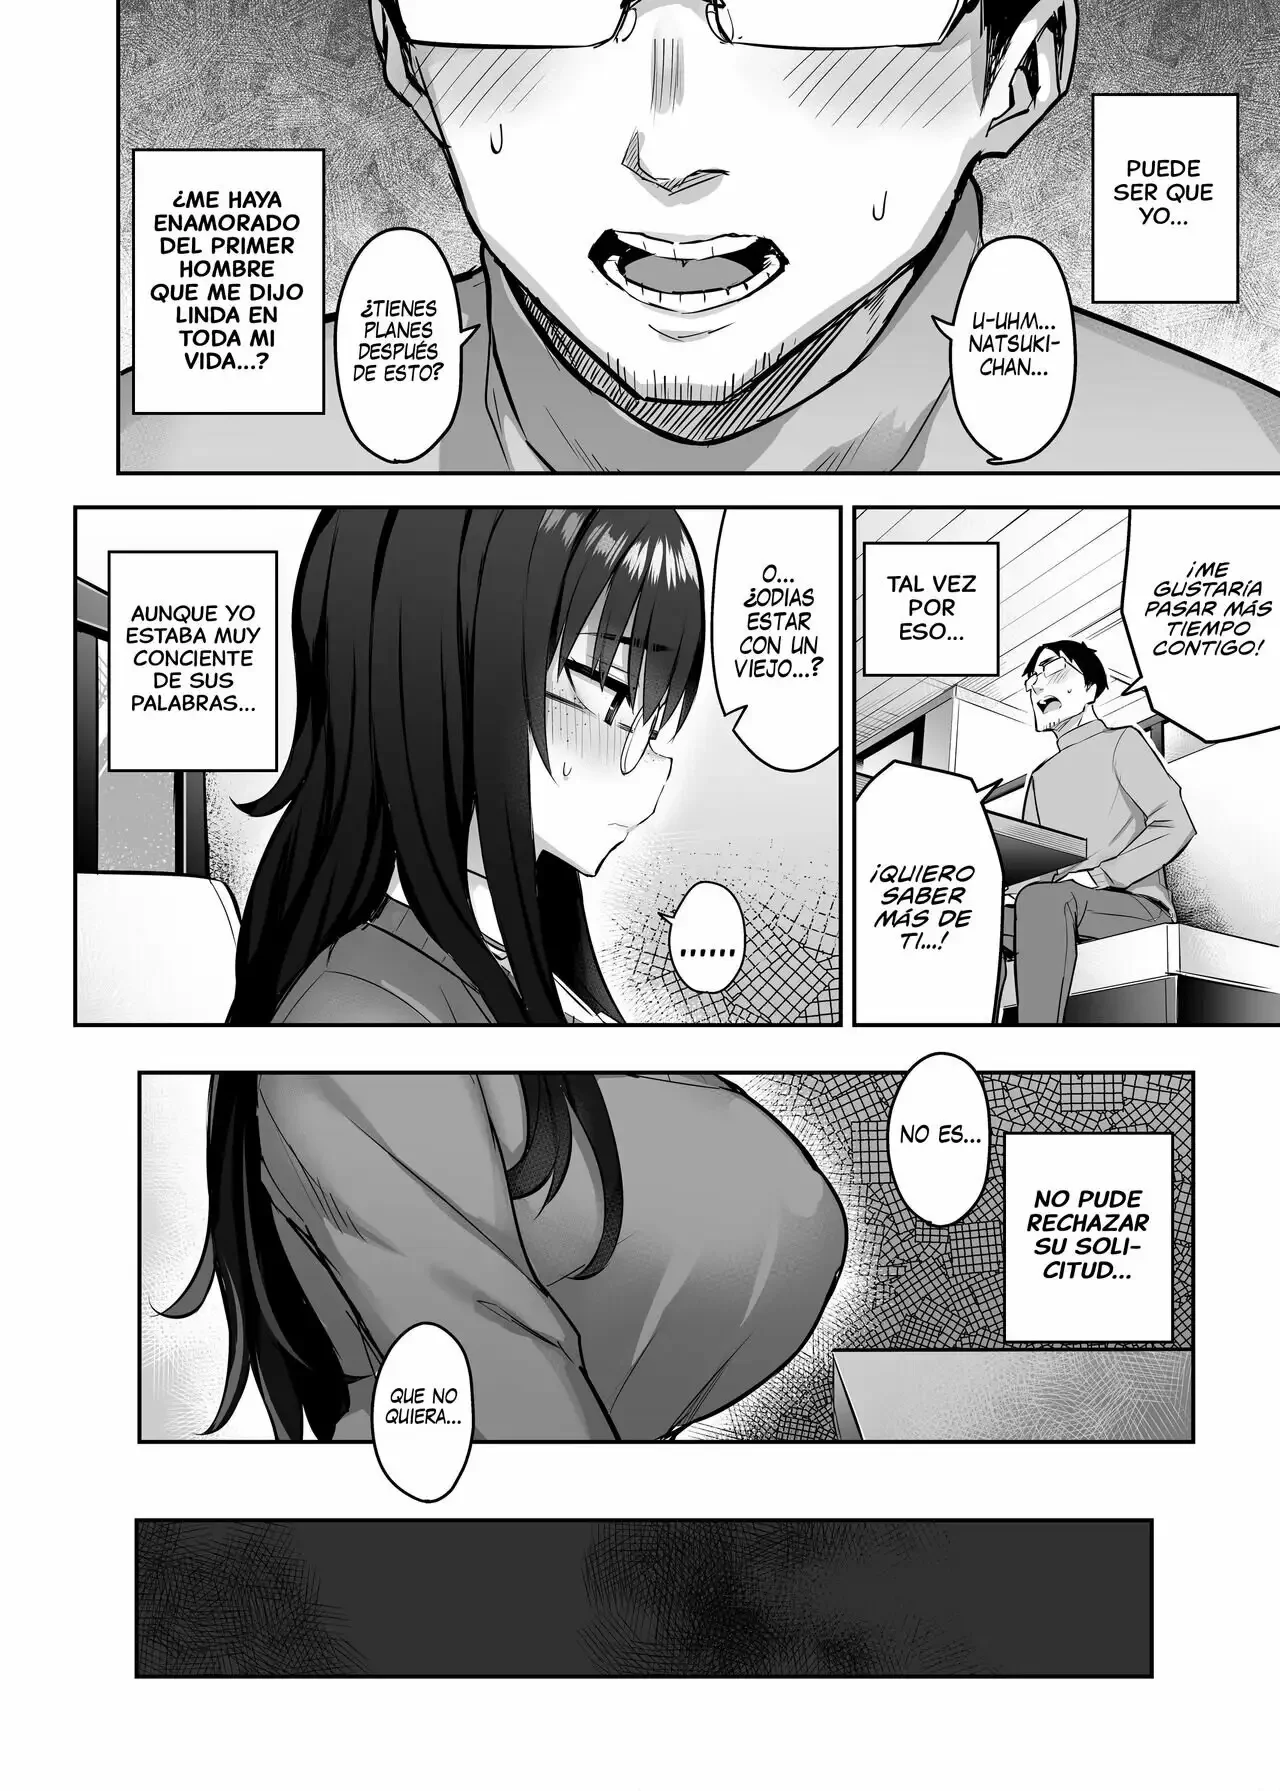 PUEDE
SER QUE
YO...
U-UHM...
NATSUKI-
CHAN...
¿TIENES
PLANES
DESPUÉS
DE ESTO?
¿ME HAYA
ENAMORADO
DEL PRIMER
HOMBRE
QUE ME DIJO
LINDA EN
TODA MI
VIDA...?
¡ME
GUSTARÍA
PASAR MÁS
TIEMPO
CONTIGO!
TAL VEZ
POR
ESO...
¡QUIERO
SABER
MÁS DE
TI...!
O...
¿ODIAS
ESTAR
CON UN
VIEJO...?
......
AUNQUE YO
ESTABA MUY
CONCIENTE
DE SUS
PALABRAS...
NO PUDE
RECHAZAR
SU SOLI-
CITUD...
NO ES...
QUE NO
QUIERA...